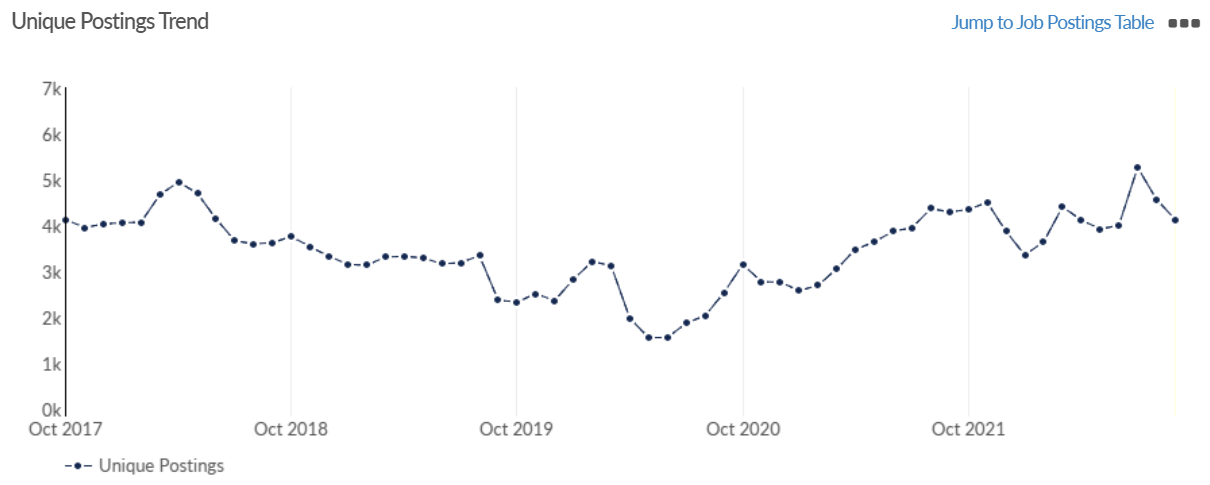 Unique Postings Trend
Jump to Job Postings Table
7k
6k
5k
4k
3k
2k
1k
0k
Oct 2017
Oct 2018
Oct 2019
Oct 2020
Oct 2021
Unique Postings